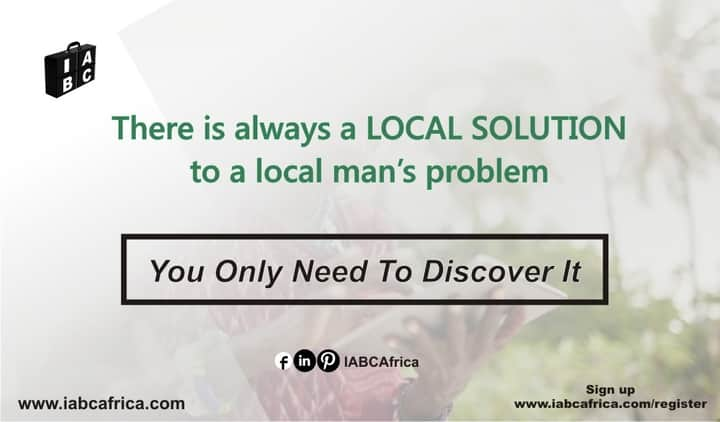 I A
B C
There is always a LOCAL SOLUTION
to a local man's problem
You Only Need To Discover It
f in P IABCAfrica
www.iabcafrica.com
Sign up
www.iabcafrica.com/register